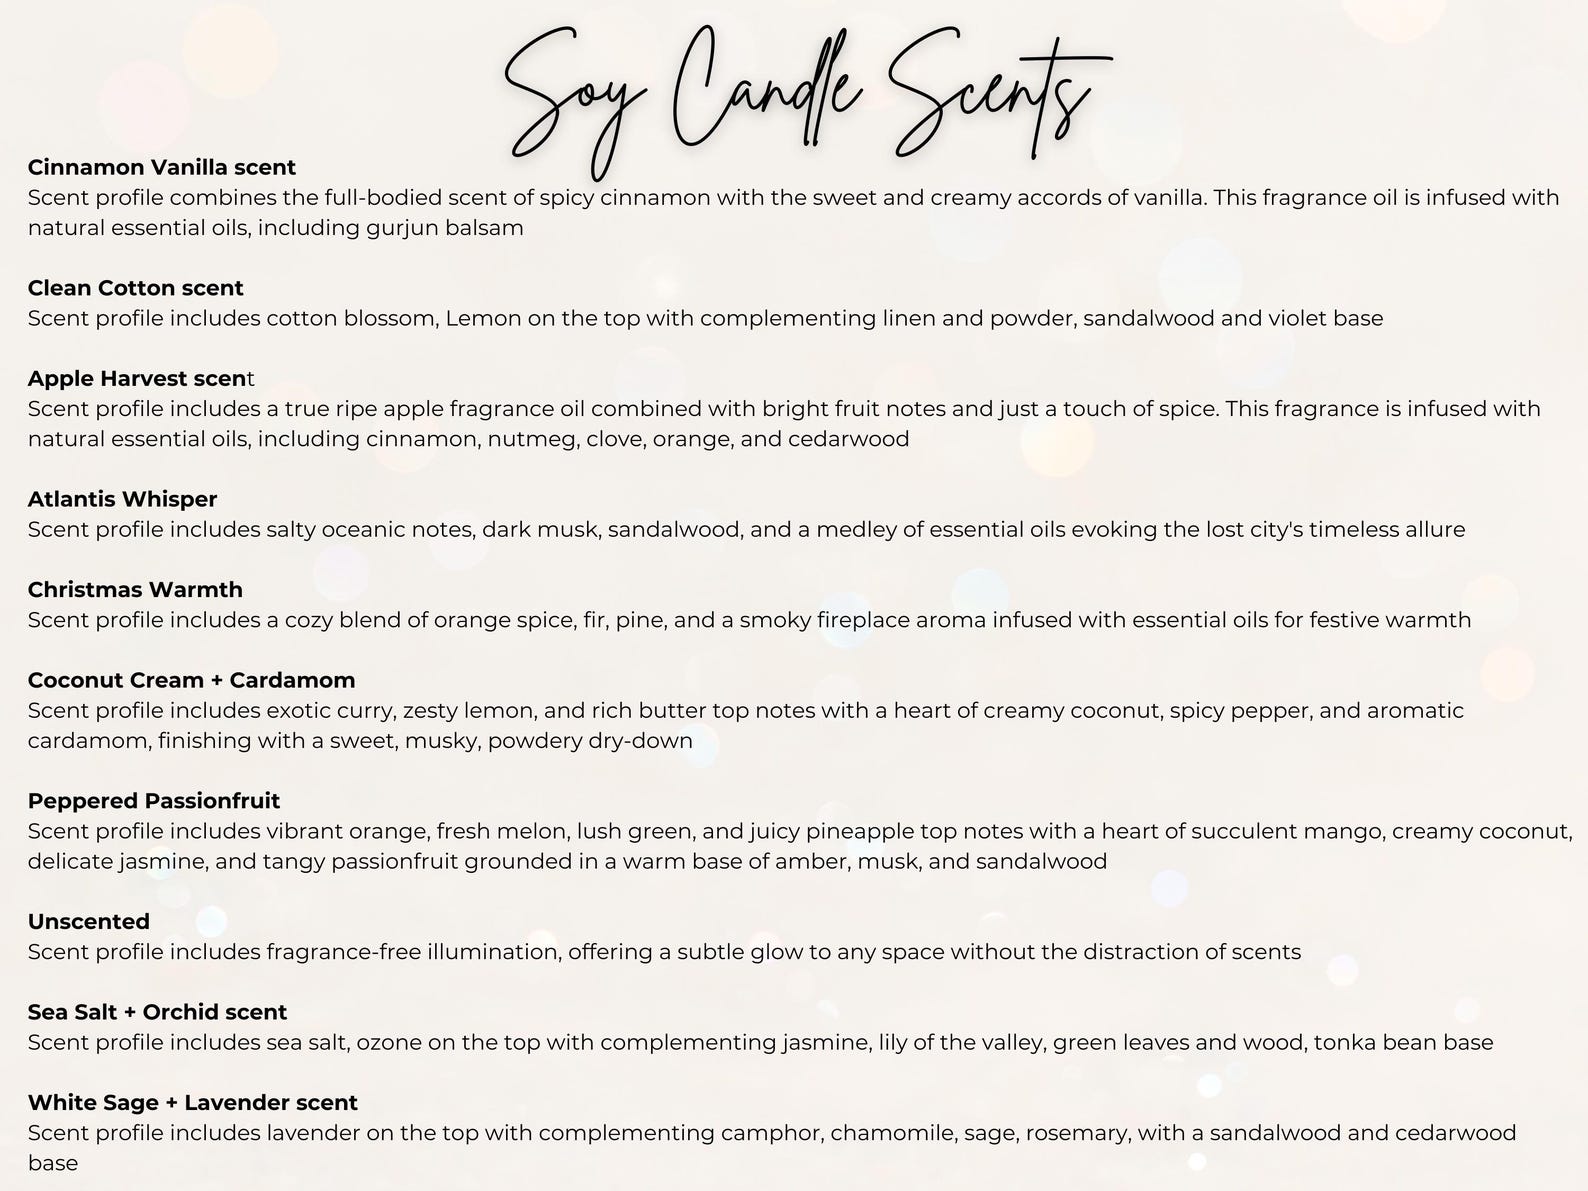 Soy Candle Scents
Cinnamon Vanilla scent
Scent profile combines the full-bodied scent of spicy cinnamon with the sweet and creamy accords of vanilla. This fragrance oil is infused with
natural essential oils, including gurjun balsam
Clean Cotton scent
Scent profile includes cotton blossom, Lemon on the top with complementing linen and powder, sandalwood and violet base
Apple Harvest scent
Scent profile includes a true ripe apple fragrance oil combined with bright fruit notes and just a touch of spice. This fragrance is infused with
natural essential oils, including cinnamon, nutmeg, clove, orange, and cedarwood
Atlantis Whisper
Scent profile includes salty oceanic notes, dark musk, sandalwood, and a medley of essential oils evoking the lost city's timeless allure
Christmas Warmth
Scent profile includes a cozy blend of orange spice, fir, pine, and a smoky fireplace aroma infused with essential oils for festive warmth
Coconut Cream + Cardamom
Scent profile includes exotic curry, zesty lemon, and rich butter top notes with a heart of creamy coconut, spicy pepper, and aromatic
cardamom, finishing with a sweet, musky, powdery dry-down
Peppered Passionfruit
Scent profile includes vibrant orange, fresh melon, lush green, and juicy pineapple top notes with a heart of succulent mango, creamy coconut,
delicate jasmine, and tangy passionfruit grounded in a warm base of amber, musk, and sandalwood
Unscented
Scent profile includes fragrance-free illumination, offering a subtle glow to any space without the distraction of scents
Sea Salt + Orchid scent
Scent profile includes sea salt, ozone on the top with complementing jasmine, lily of the valley, green leaves and wood, tonka bean base
White Sage + Lavender scent
Scent profile includes lavender on the top with complementing camphor, chamomile, sage, rosemary, with a sandalwood and cedarwood
base